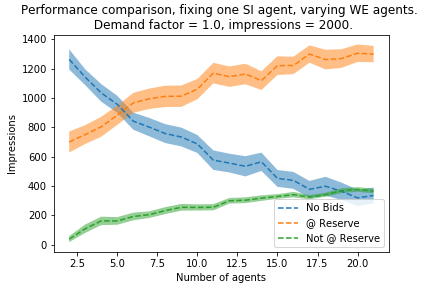 Performance comparison, fixing one SI agent, varying WE agents.
Demand factor = 1.0, impressions = 2000.
1400
1200
1000
800
600
400
200
0
Impressions
No Bids
@ Reserve
Not @ Reserve
2.5 5.0 7.5 10.0 12.5 15.0 17.5 20.0
Number of agents